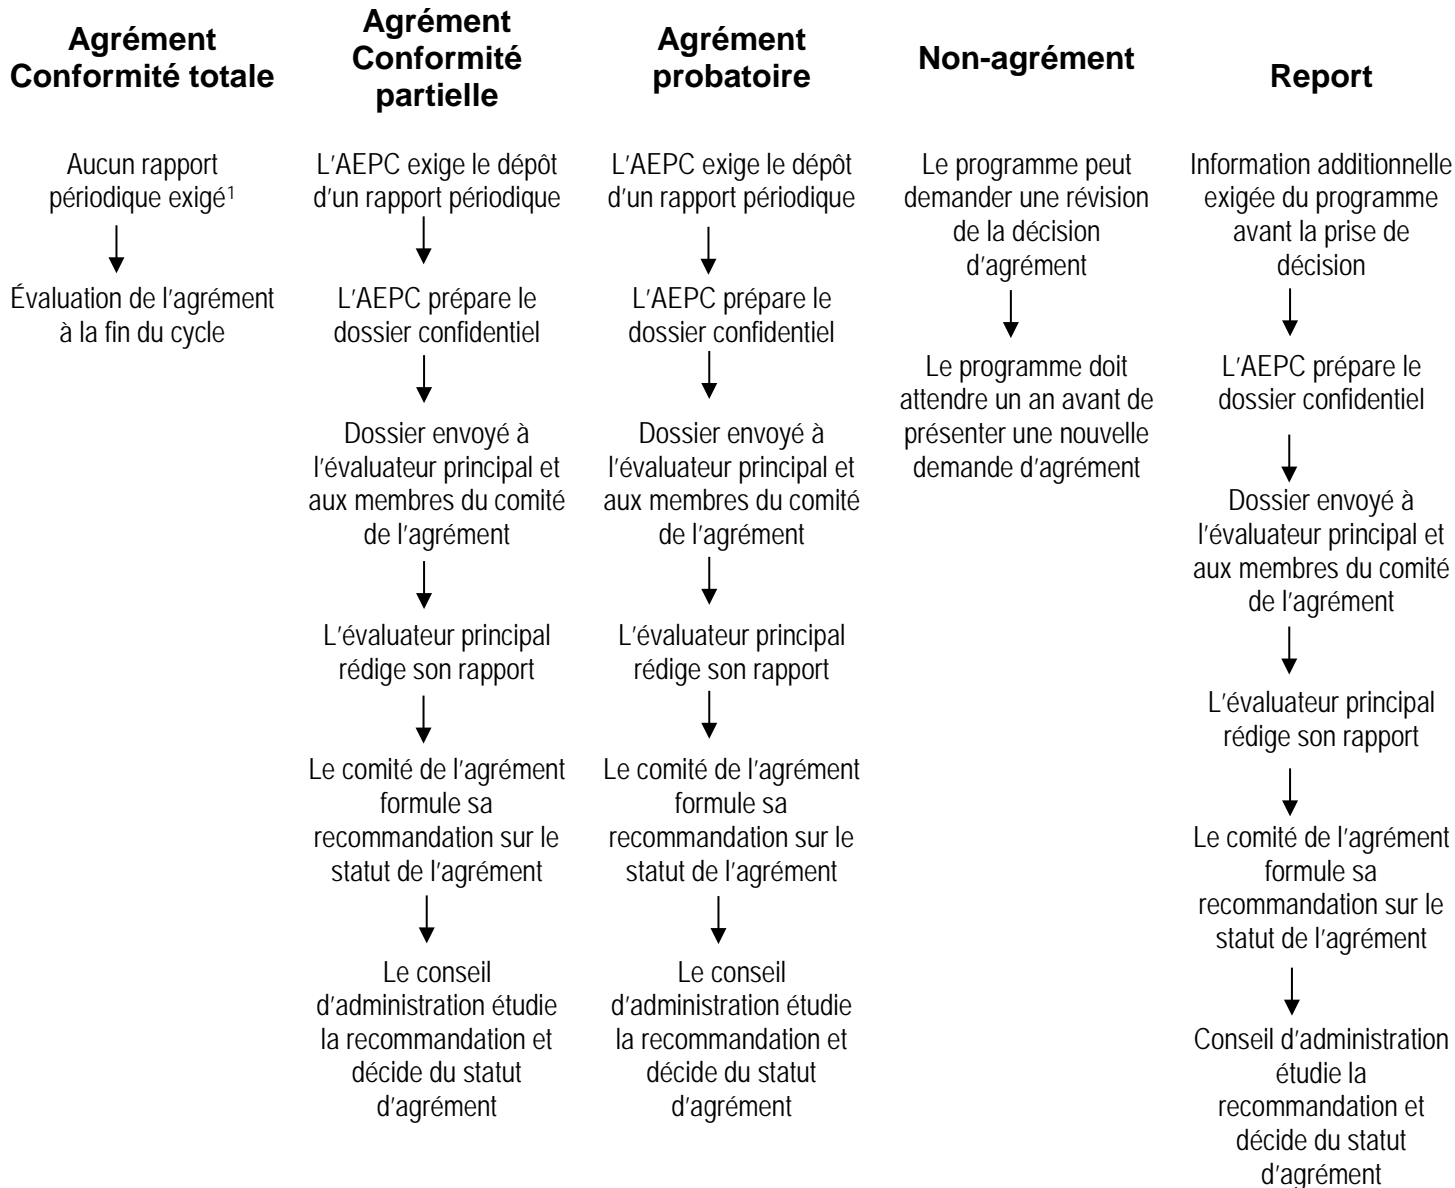 Agrément
Conformité totale
Aucun rapport
périodique exigé¹
Évaluation de l'agrément
à la fin du cycle
Agrément
Conformité
partielle
L'AEPC exige le dépôt
d'un rapport périodique
L'AEPC prépare le
dossier confidentiel
Dossier envoyé à
l'évaluateur principal et
aux membres du comité
de l'agrément
L'évaluateur principal
rédige son rapport
Le comité de l'agrément
formule sa
recommandation sur le
statut de l'agrément
Le conseil
d'administration étudie
la recommandation et
décide du statut
d'agrément
Agrément
probatoire
L'AEPC exige le dépôt
d'un rapport périodique
L'AEPC prépare le
dossier confidentiel
Dossier envoyé à
l'évaluateur principal et
aux membres du comité
de l'agrément
L'évaluateur principal
rédige son rapport
Le comité de l'agrément
formule sa
recommandation sur le
statut de l'agrément
Le conseil
d'administration étudie
la recommandation et
décide du statut
d'agrément
Non-agrément
Le programme peut
demander une révision
de la décision
d'agrément
Le programme doit
attendre un an avant de
présenter une nouvelle
demande d'agrément
Report
Information additionnelle
exigée du programme
avant la prise de
décision
L'AEPC prépare le
dossier confidentiel
Dossier envoyé à
l'évaluateur principal et
aux membres du comité
de l'agrément
L'évaluateur principal
rédige son rapport
Le comité de l'agrément
formule sa
recommandation sur le
statut de l'agrément
Conseil d'administration
étudie la
recommandation et
décide du statut
d'agrément